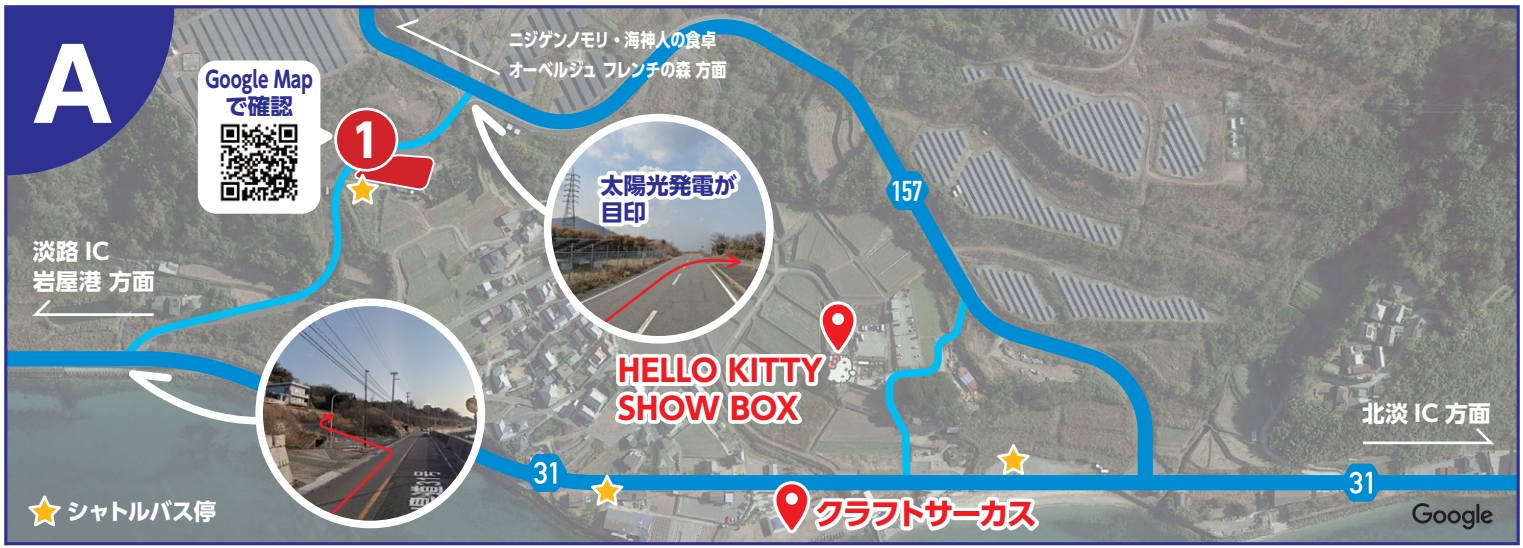 A
ニジゲンノモリ・海神人の食卓
オーベルジュ フレンチの森 方面
Google Map
で確認
1
太陽光発電が
目印
157
淡路 IC
岩屋港 方面
HELLO KITTY
SHOW BOX
北淡 IC 方面
31
31
シャトルバス停
クラフトサーカス
Google